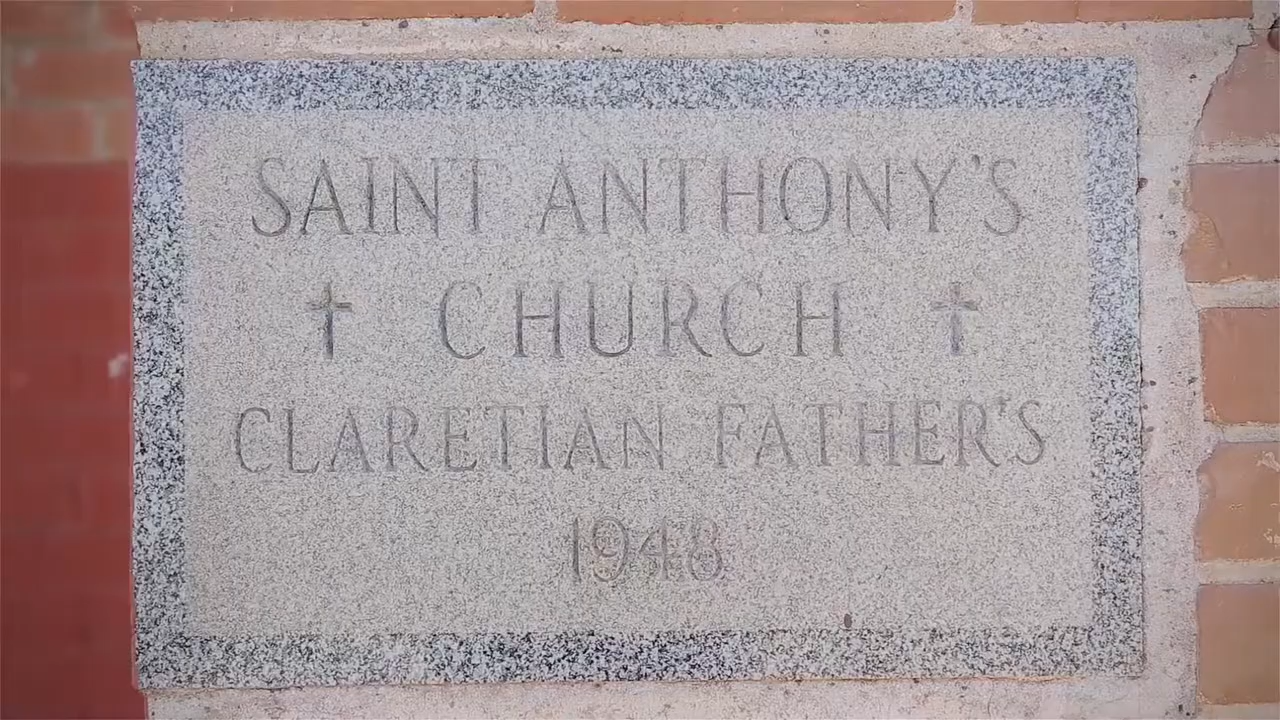 SAINT ANTHONY'S
† CHURCH †
CLARETIAN FATHER'S
1948